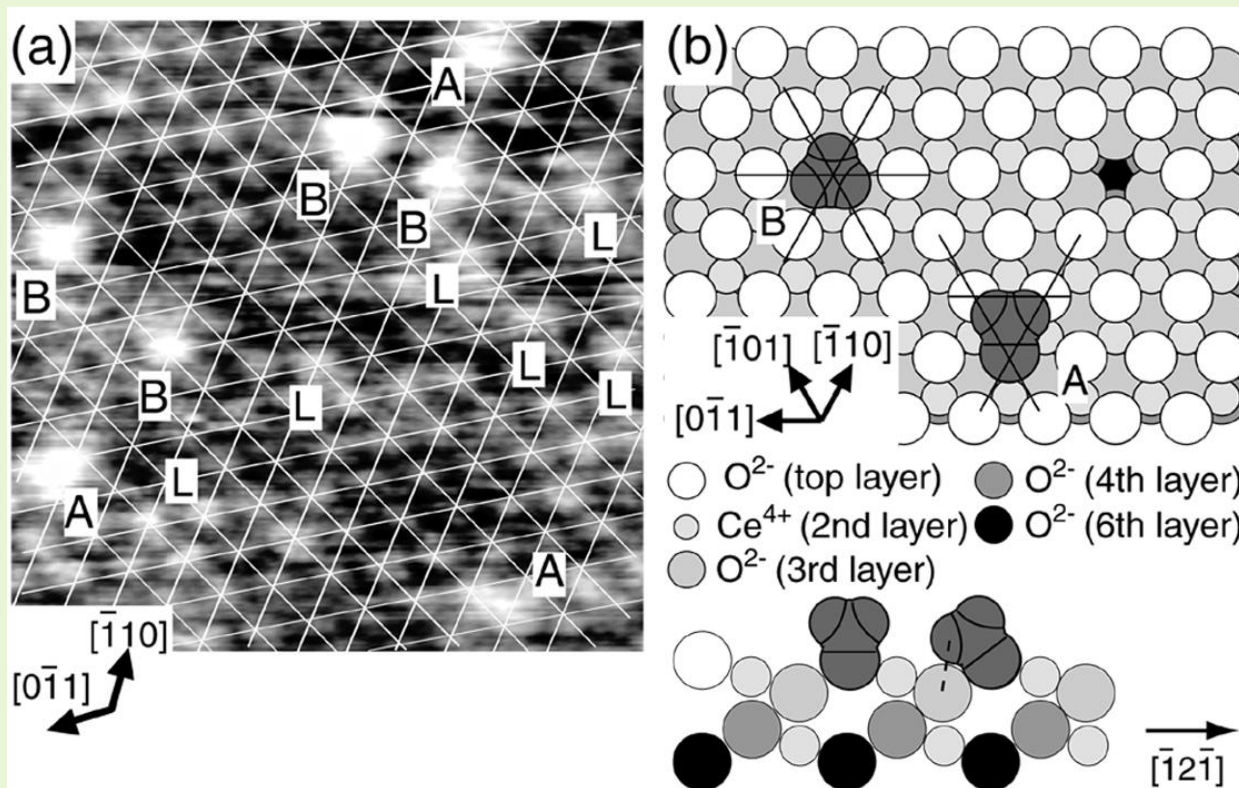 (a)
A
B
B
L
B
L
L
B
L
L
L
A
A
[1̄10]
[01̄1]
(b)
B
[1̄01]
[1̄10]
[01̄1]
A
O²⁻ (top layer)
O²⁻ (4th layer)
Ce⁴⁺ (2nd layer)
O²⁻ (6th layer)
O²⁻ (3rd layer)
[1̄21̄]